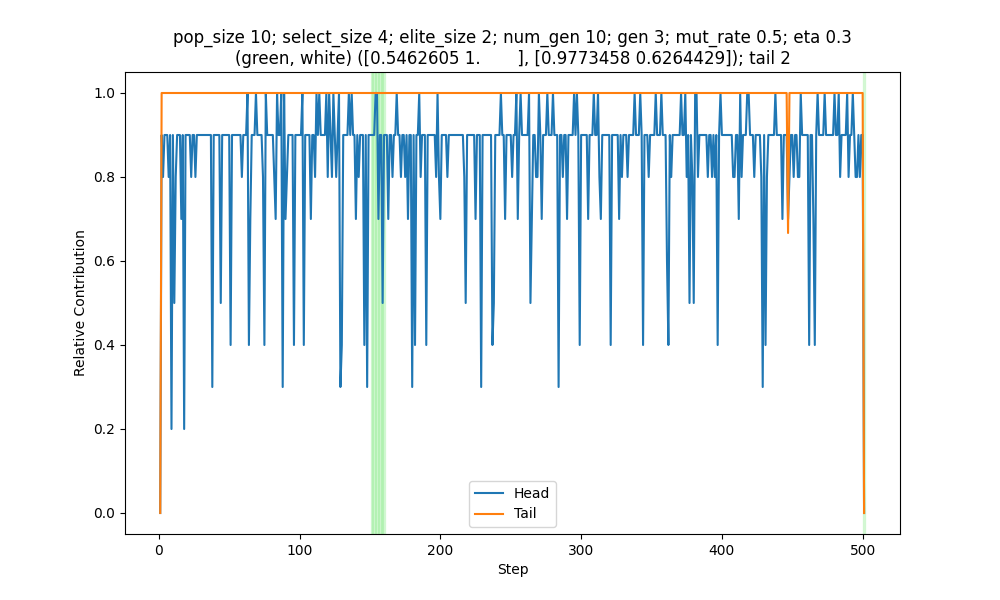 pop_size 10; select_size 4; elite_size 2; num_gen 10; gen 3; mut_rate 0.5; eta 0.3
(green, white) ([0.5462605 1.        ], [0.9773458 0.6264429]); tail 2
1.0
0.8
0.6
0.4
0.2
0.0
Relative Contribution
Head
Tail
0
100
200
300
400
500
Step